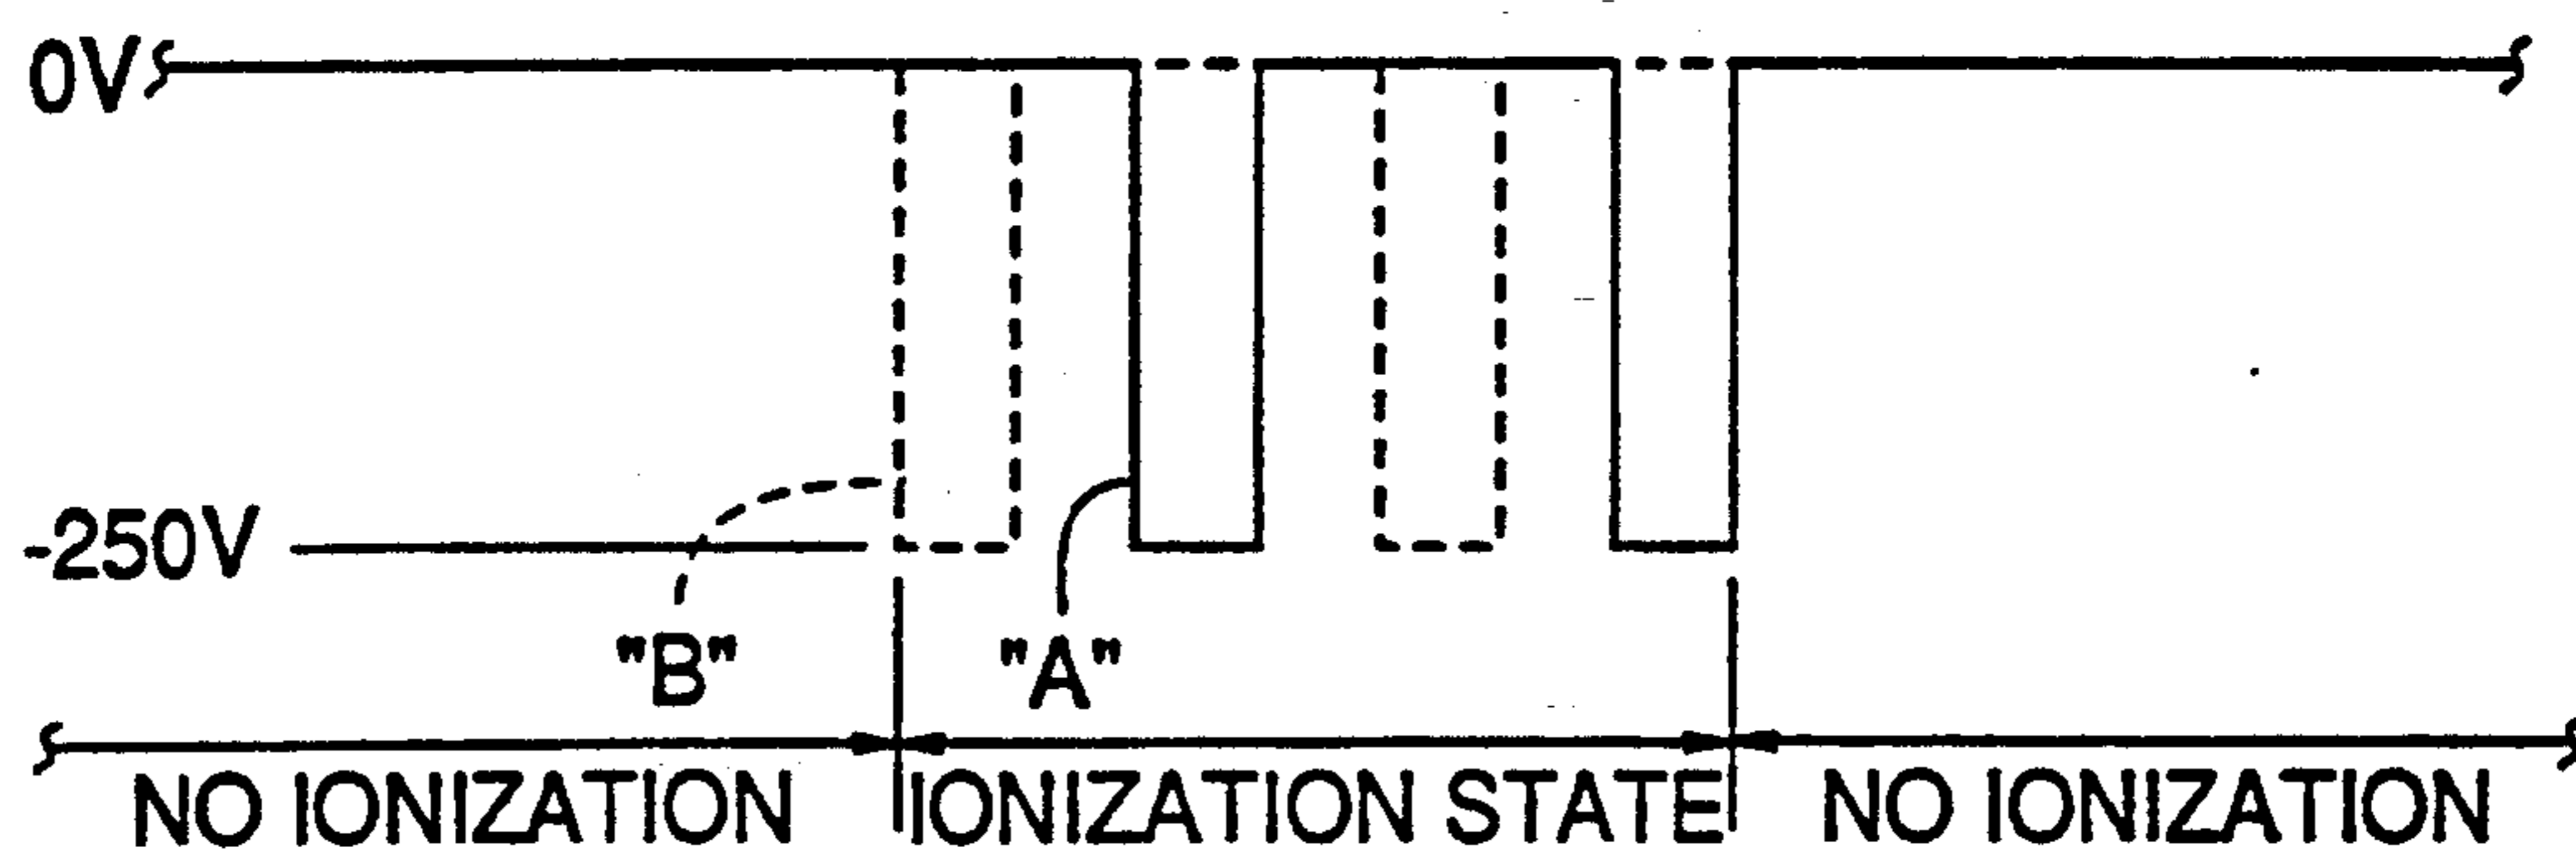 0V
-250V
"B"
"A"
NO IONIZATION
IONIZATION STATE
NO IONIZATION